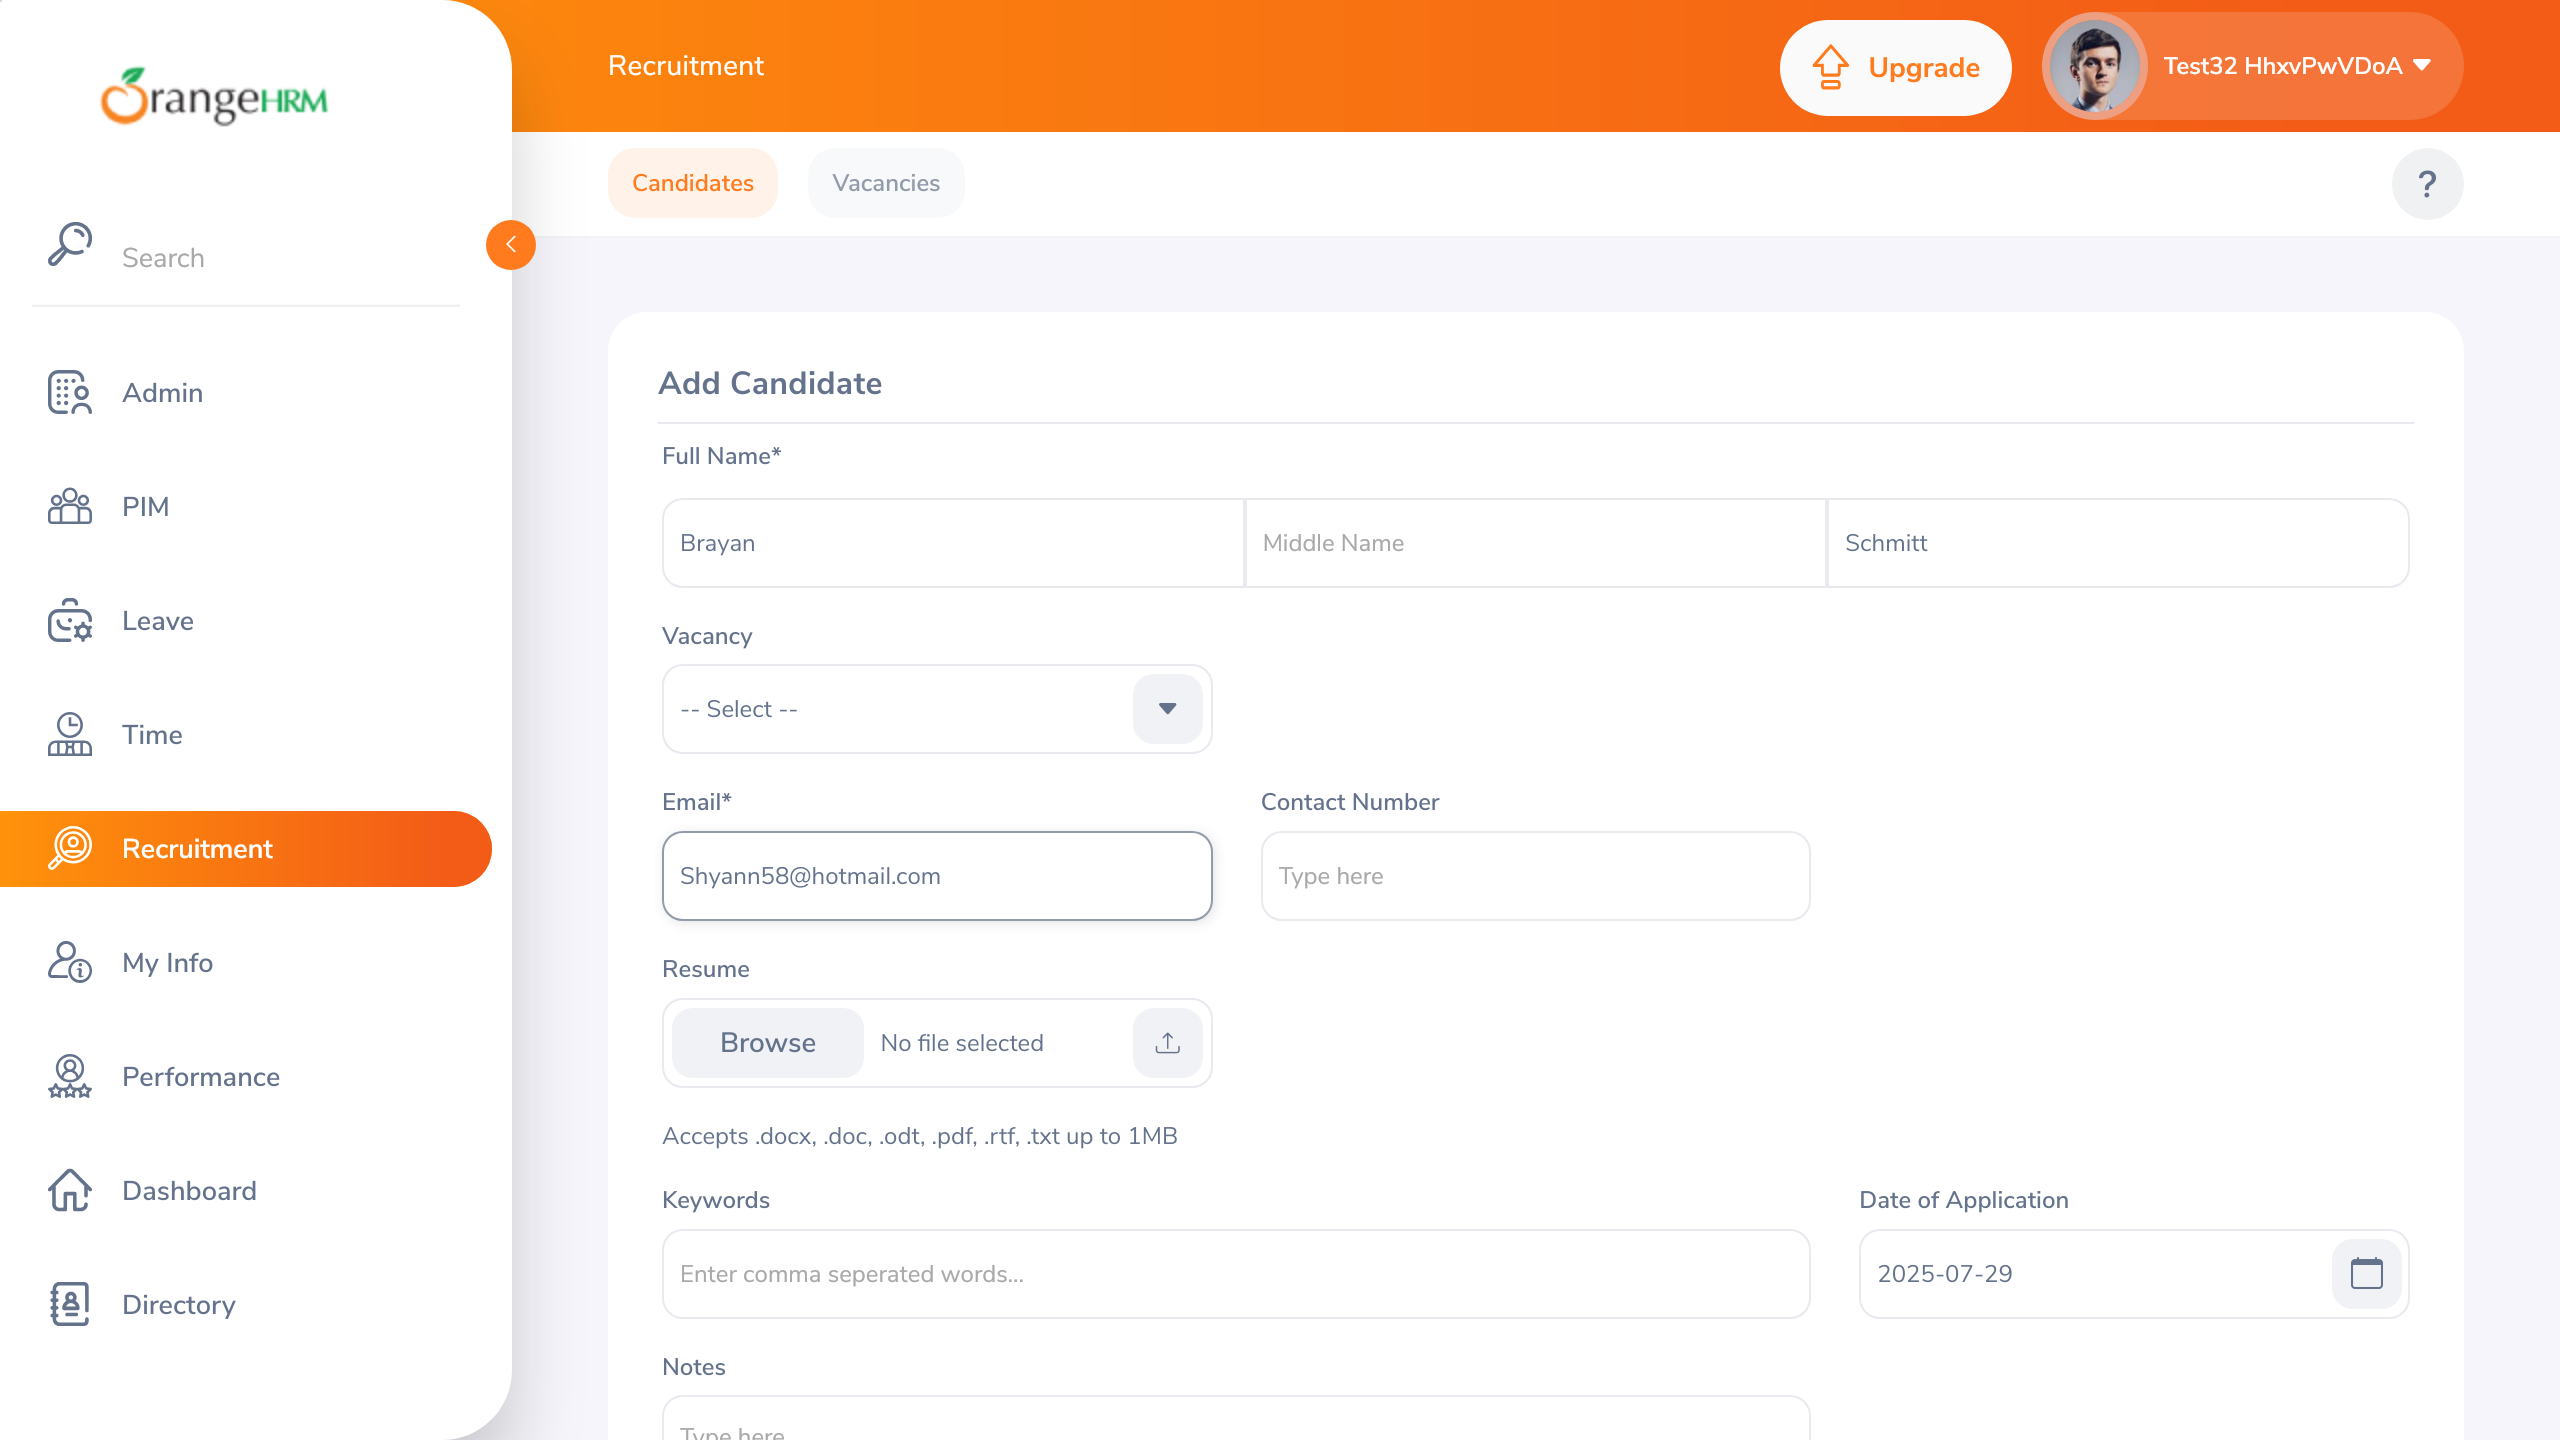 OrangeHRM
Search
Admin
PIM
Leave
Time
Recruitment
My Info
Performance
Dashboard
Directory
Recruitment
Upgrade
Test32 HhxvPwVDoA
Candidates
Vacancies
?
Add Candidate
Full Name*
Brayan
Middle Name
Schmitt
Vacancy
-- Select --
Email*
Contact Number
Shyann58@hotmail.com
Type here
Resume
Browse
No file selected
Accepts .docx, .doc, .odt, .pdf, .rtf, .txt up to 1MB
Keywords
Date of Application
Enter comma seperated words...
2025-07-29
Notes
Type here